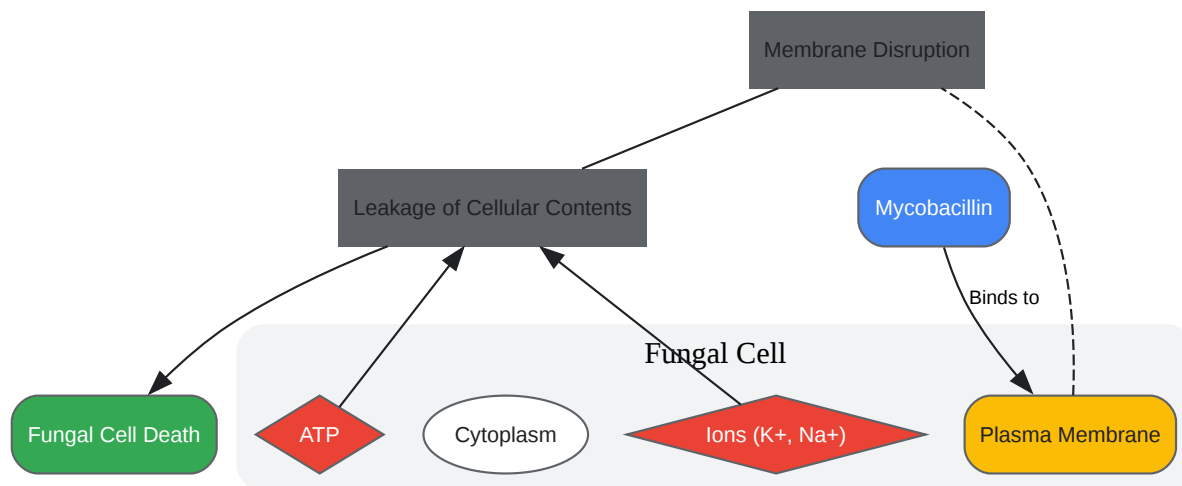 Membrane Disruption
Leakage of Cellular Contents
Mycobacillin
Binds to
Fungal Cell
Fungal Cell Death
ATP
Cytoplasm
Ions (K+, Na+)
Plasma Membrane